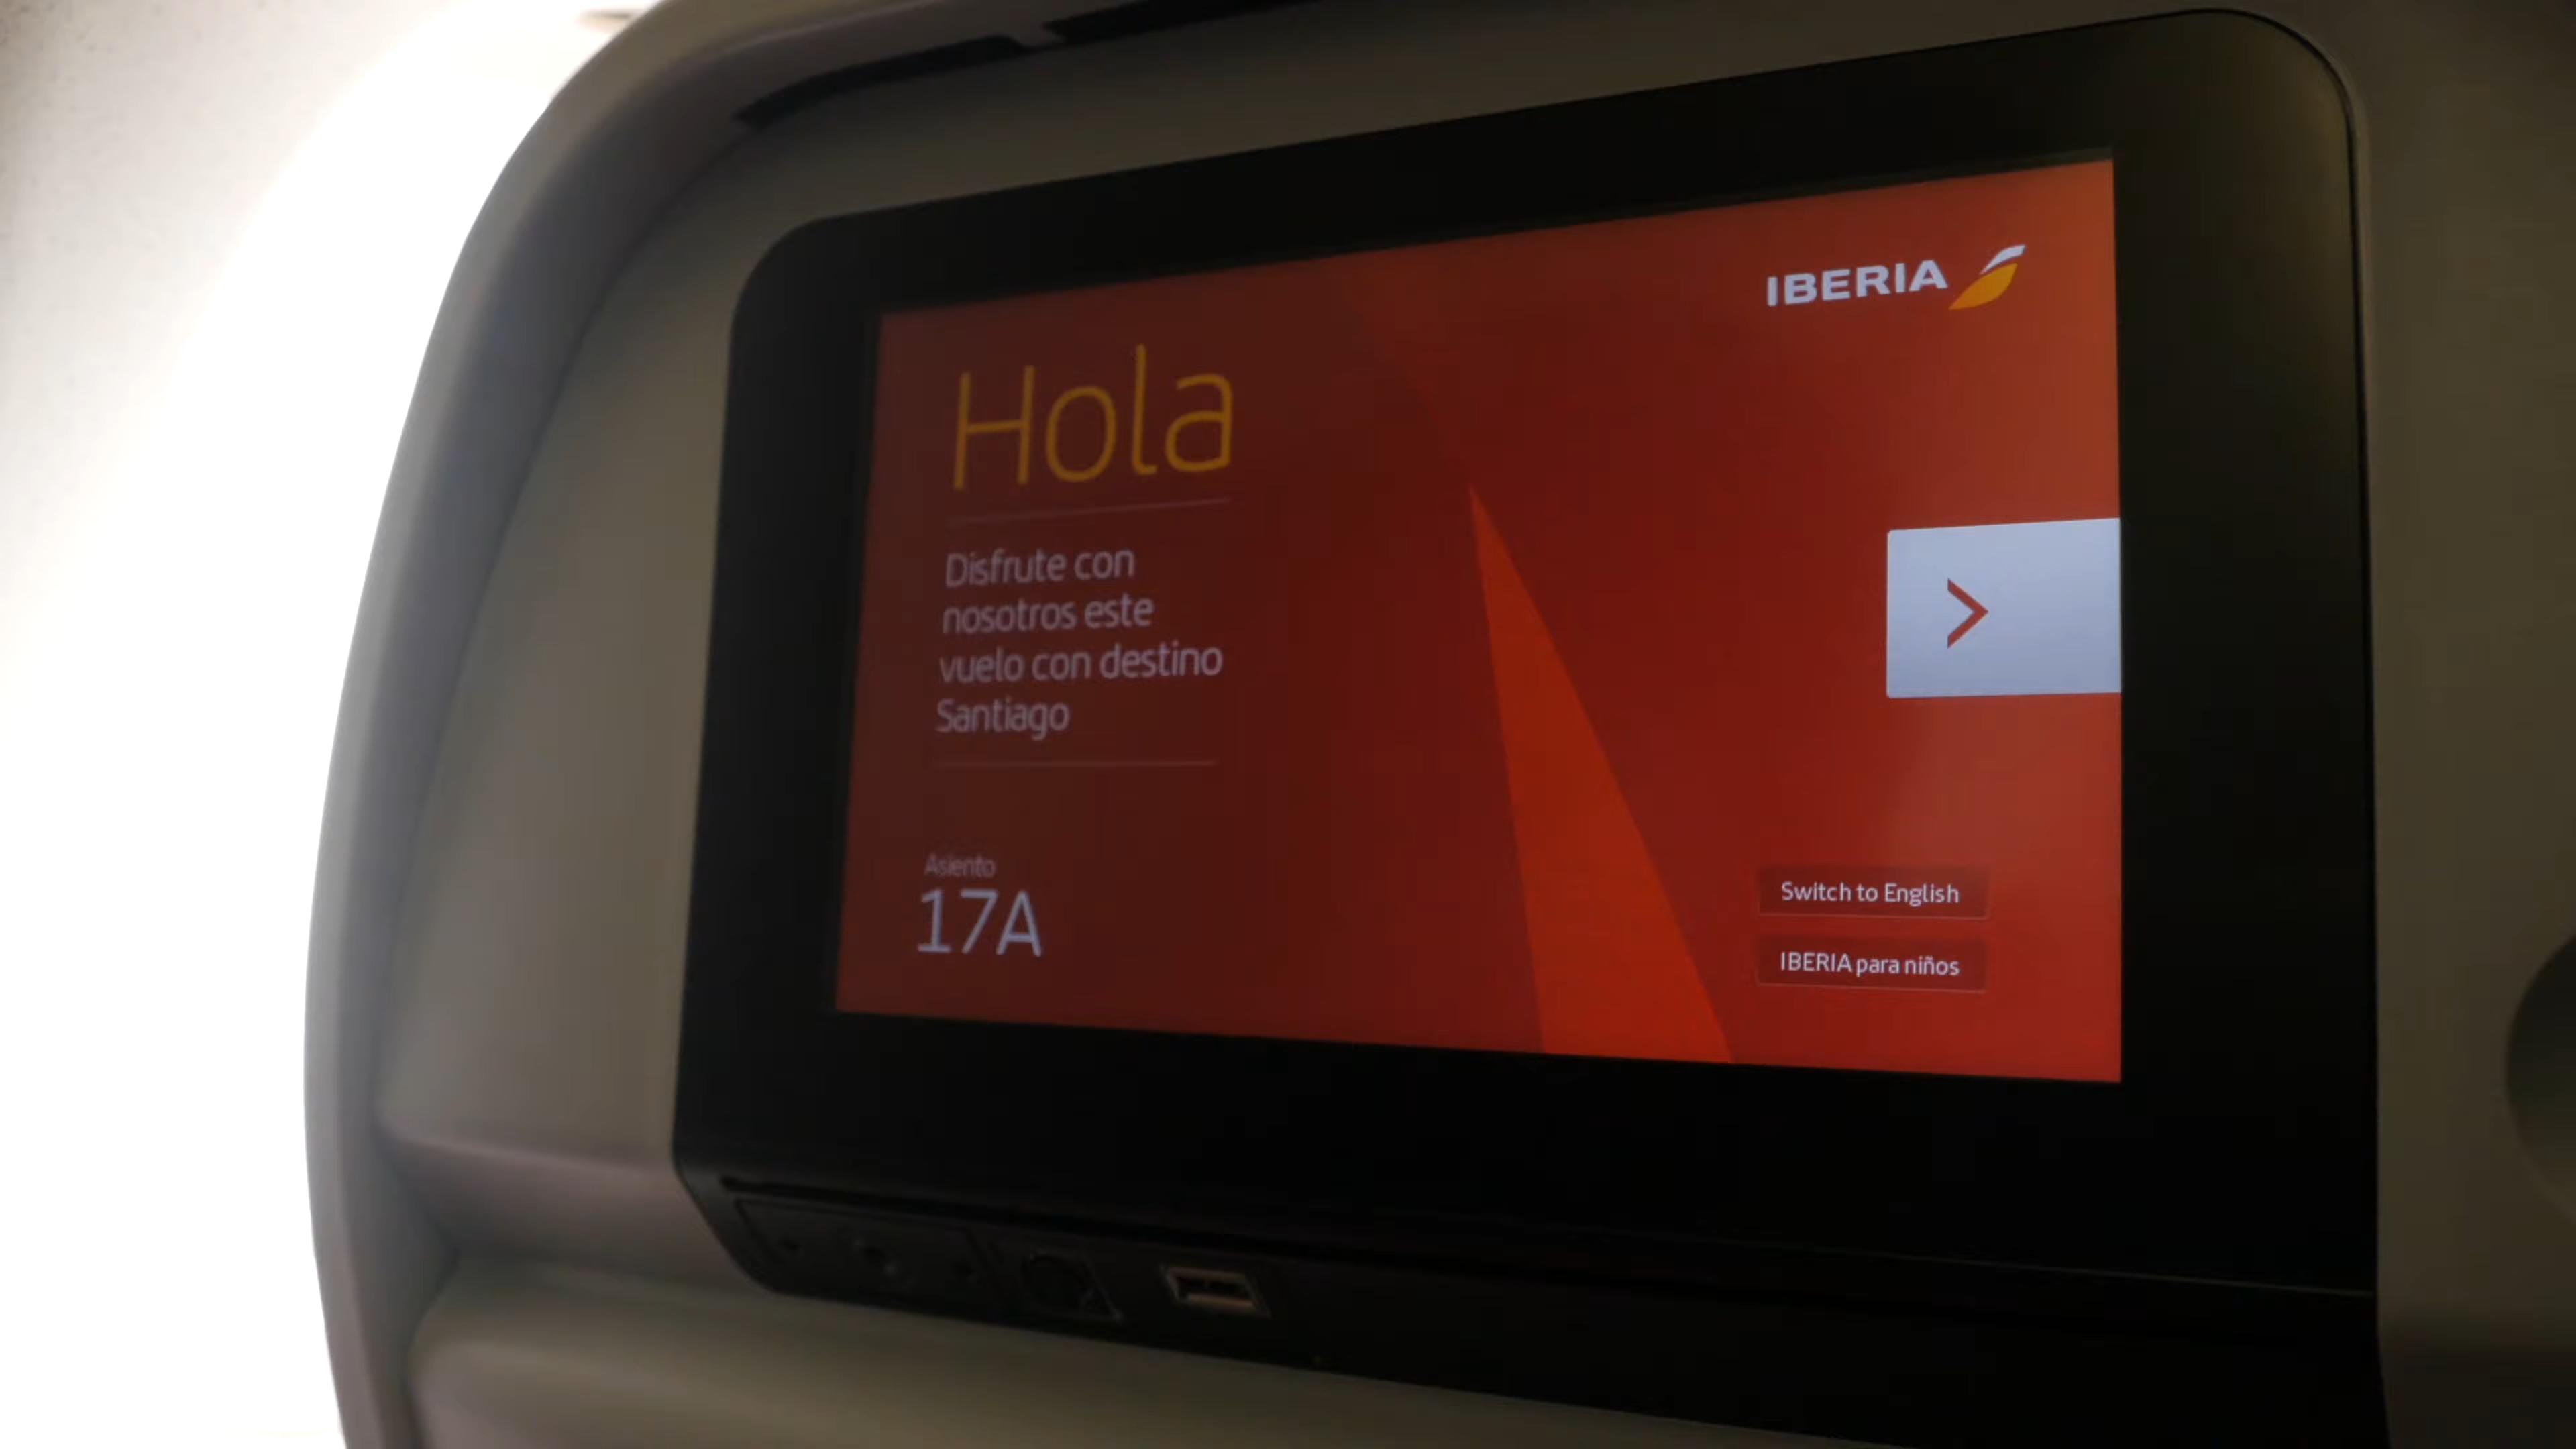 IBERIA
Hola
Disfrute con
nosotros este
vuelo con destino
Santiago
Asiento
17A
Switch to English
IBERIA para niños